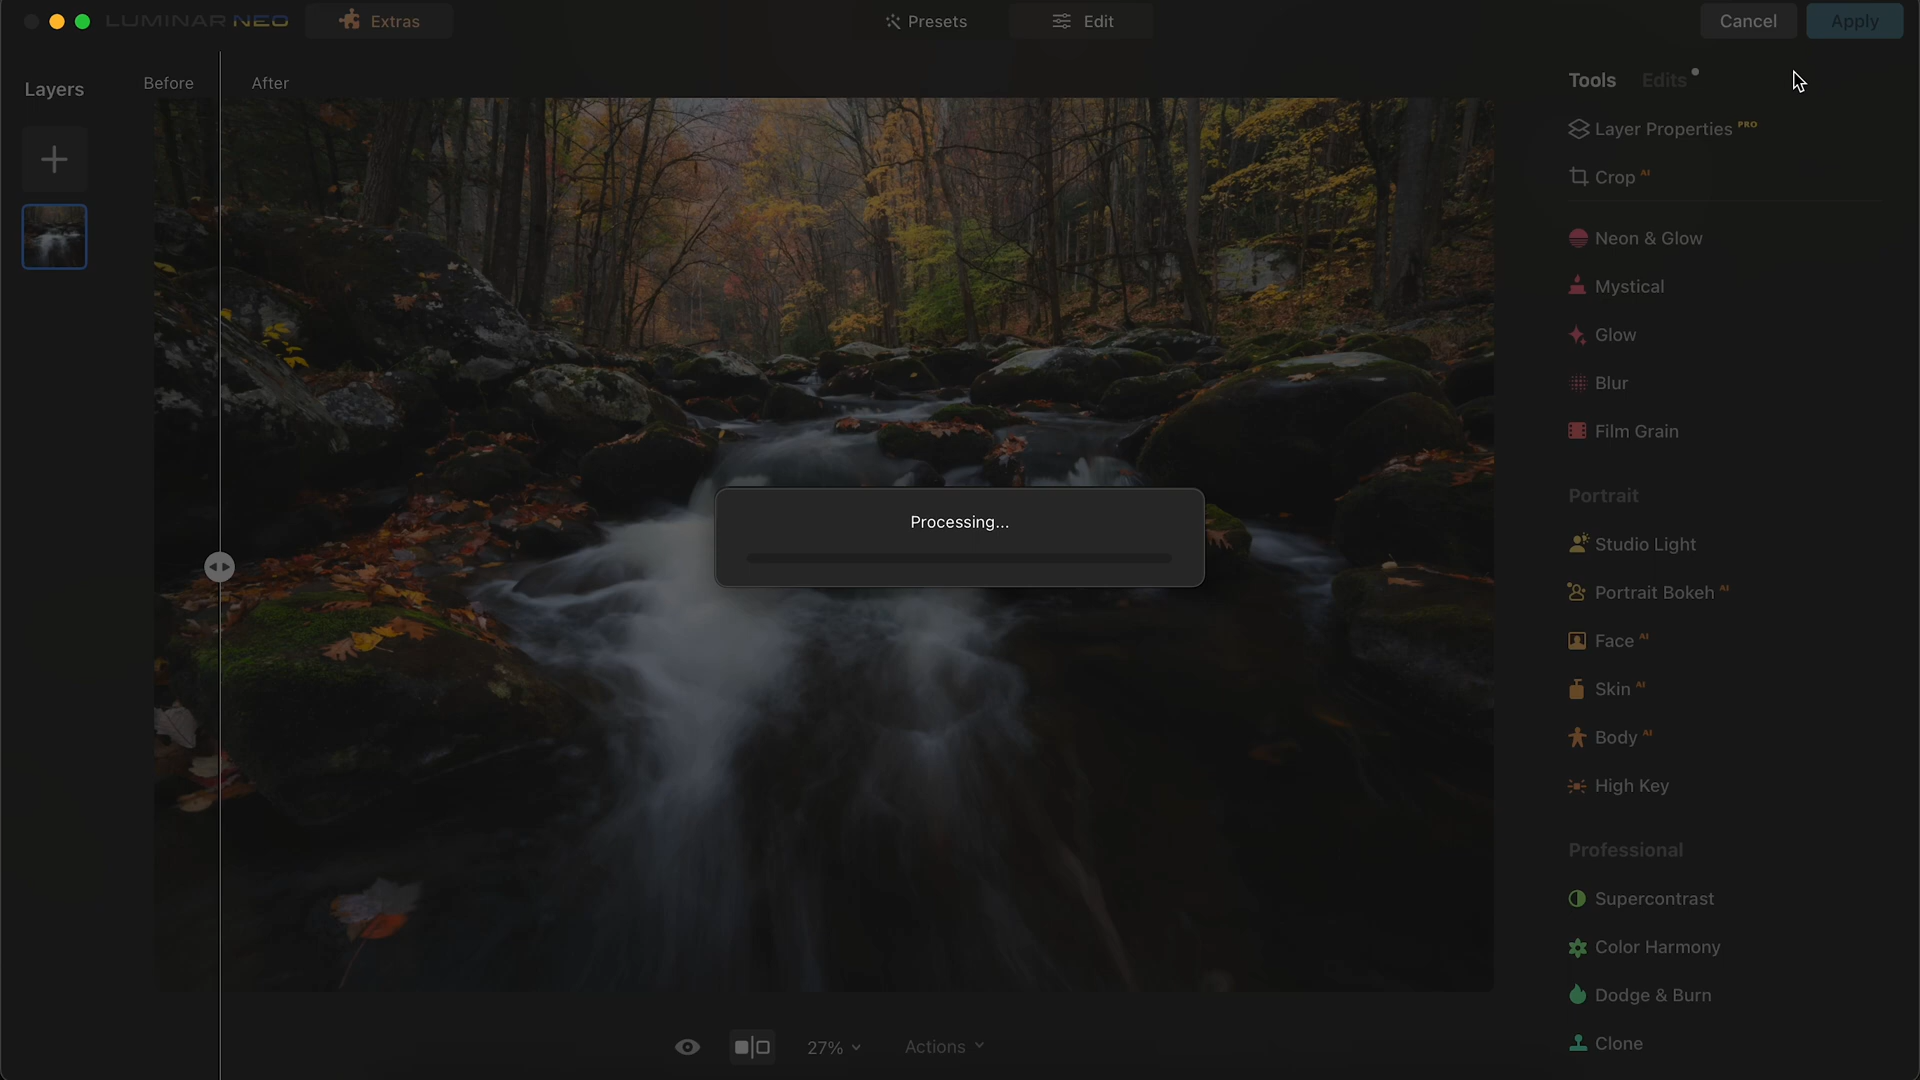 LUMINAR NEO
Extras
Presets
Edit
Cancel
Apply
Layers
Before
After
Tools
Edits
Layer Properties PRO
Crop AI
Neon & Glow
Mystical
Glow
Blur
Film Grain
Processing...
Portrait
Studio Light
Portrait Bokeh AI
Face AI
Skin AI
Body AI
High Key
Professional
Supercontrast
Color Harmony
Dodge & Burn
Clone
27%
Actions